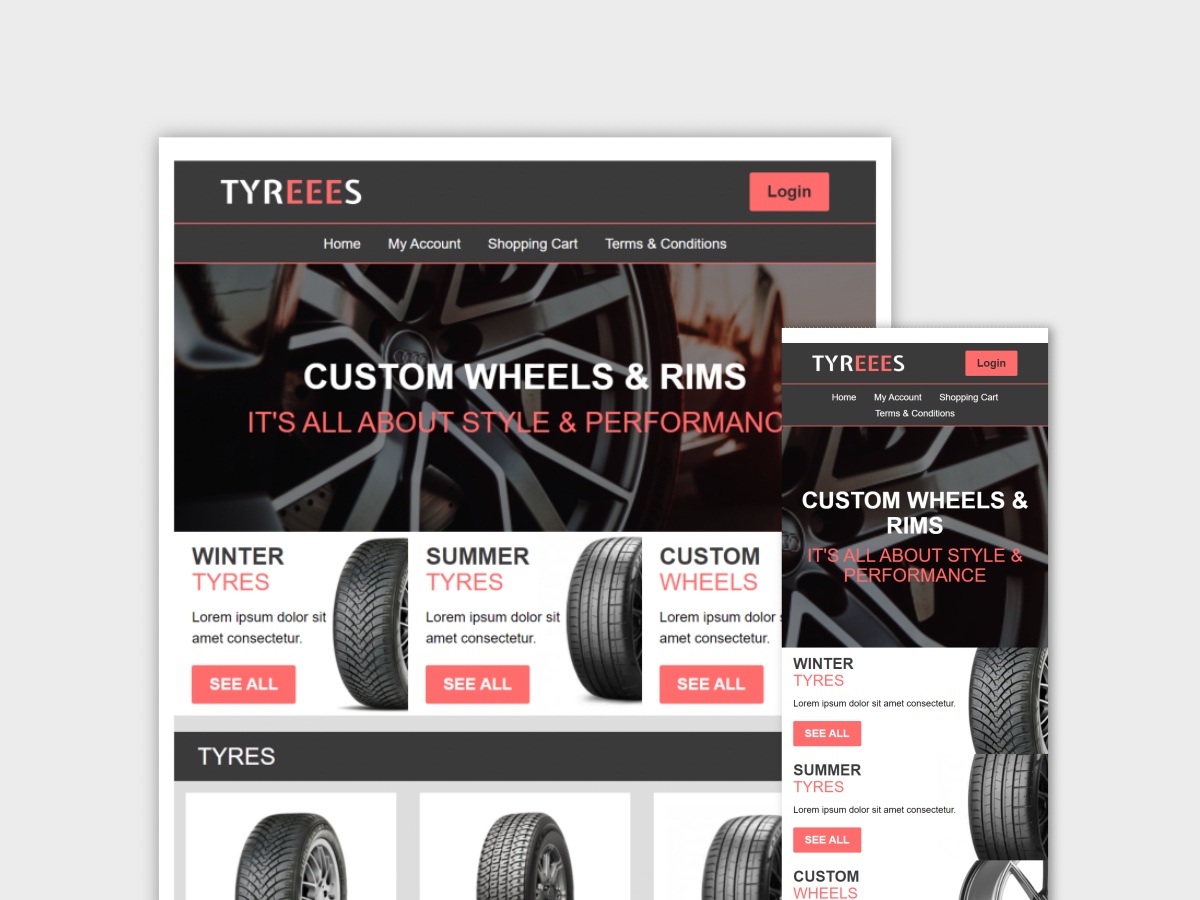 TYREEES
Login
Home My Account Shopping Cart Terms & Conditions
CUSTOM WHEELS & RIMS
IT'S ALL ABOUT STYLE & PERFORMANC
WINTER
TYRES
Lorem ipsum dolor sit
amet consectetur.
SEE ALL
SUMMER
TYRES
Lorem ipsum dolor sit
amet consectetur.
SEE ALL
CUSTOM
WHEELS
Lorem ipsum dolor
amet consectetur.
SEE ALL
TYRES
TYREEES
Login
Home My Account Shopping Cart
Terms & Conditions
CUSTOM WHEELS &
RIMS
IT'S ALL ABOUT STYLE &
PERFORMANCE
WINTER
TYRES
Lorem ipsum dolor sit amet consectetur.
SEE ALL
SUMMER
TYRES
Lorem ipsum dolor sit amet consectetur.
SEE ALL
CUSTOM
WHEELS